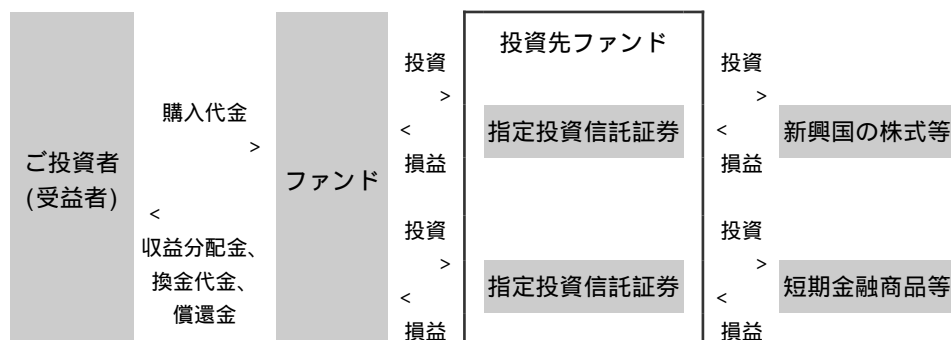 ご投資者
(受益者)
購入代金
>
<
収益分配金、
換金代金、
償還金
ファンド
投資
>
<
損益
投資
>
<
損益
投資先ファンド
指定投資信託証券
指定投資信託証券
投資
>
<
損益
投資
>
<
損益
新興国の株式等
短期金融商品等